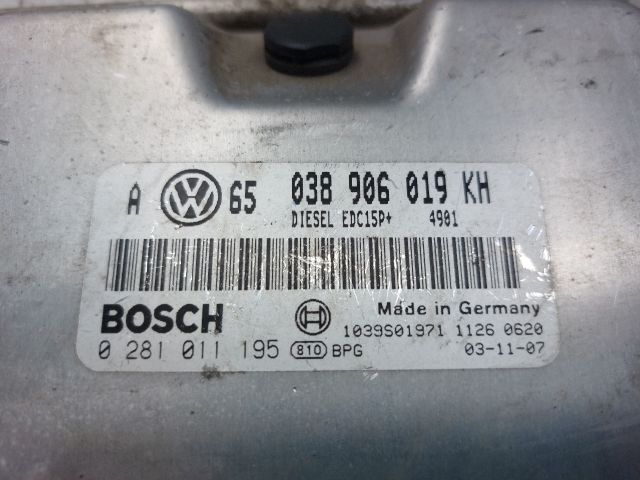 A VW 65 038 906 019 KH
DIESEL EDC15P+ 4901
BOSCH Made in Germany
1039S01971 1126 0620
0 281 011 195 810 BPG 03-11-07